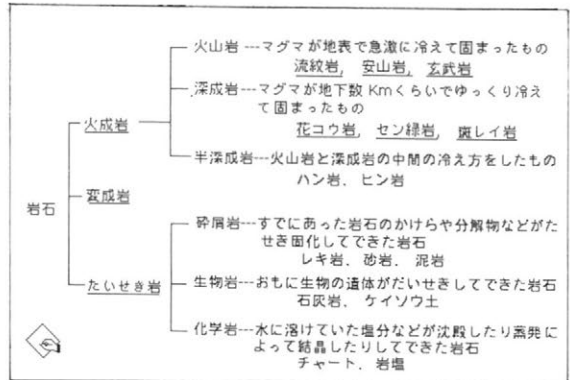 火山岩---マグマが地表で急激に冷えて固まったもの
流紋岩, 安山岩, 玄武岩
深成岩---マグマが地下数Kmくらいでゆっくり冷え
て固まったもの
花コウ岩, セン緑岩, 斑レイ岩
火成岩
半深成岩---火山岩と深成岩の中間の冷え方をしたもの
ハン岩. ヒン岩
変成岩
岩石
砕屑岩---すでにあった岩石のかけらや分解物などがた
せき固化してできた岩石
レキ岩. 砂岩. 泥岩
たいせき岩
生物岩---おもに生物の遺体がだいせきしてできた岩石
石灰岩. ケイソウ土
化学岩---水に溶けていた塩分などが沈殿したり蒸発に
よって結晶したりしてできた岩石
チャート. 岩塩